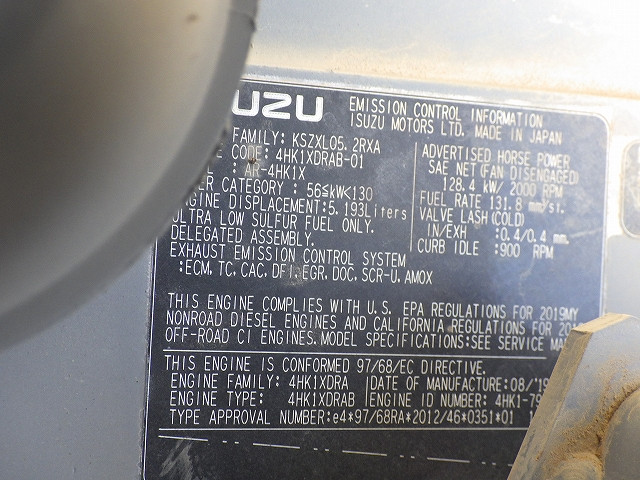 UZU EMISSION CONTROL INFORMATION
ISUZU MOTORS LTD. MADE IN JAPAN
FAMILY: KSZXL05.2RXA
CODE: 4HK1XDRAB-01
: AR-4HK1X
ER CATEGORY : 56≦kW<130
GINE DISPLACEMENT:5.193Liters
ULTRA LOW SULFUR FUEL ONLY.
DELEGATED ASSEMBLY.
EXHAUST EMISSION CONTROL SYSTEM
:ECM, TC, CAC, DFI, EGR, DOC, SCR-U, AMOX
ADVERTISED HORSE POWER
SAE NET(FAN DISENGAGED)
128.4 kW/ 2000 RPM
FUEL RATE 131.8 mm³/st.
VALVE LASH(COLD)
IN/EXH :0.4/0.4 mm.
CURB IDLE :900 RPM
THIS ENGINE COMPLIES WITH U.S. EPA REGULATIONS FOR 2019MY
NONROAD DIESEL ENGINES AND CALIFORNIA REGULATIONS FOR 
OFF-ROAD CI ENGINES. MODEL SPECIFICATIONS:SEE SERVICE
THIS ENGINE IS CONFORMED 97/68/EC DIRECTIVE.
ENGINE FAMILY: 4HK1XDRA DATE OF MANUFACTURE:08/'19
ENGINE TYPE: 4HK1XDRAB ENGINE ID NUMBER: 4HK1-79
TYPE APPROVAL NUMBER:e4*97/68RA*2012/46*0351*01